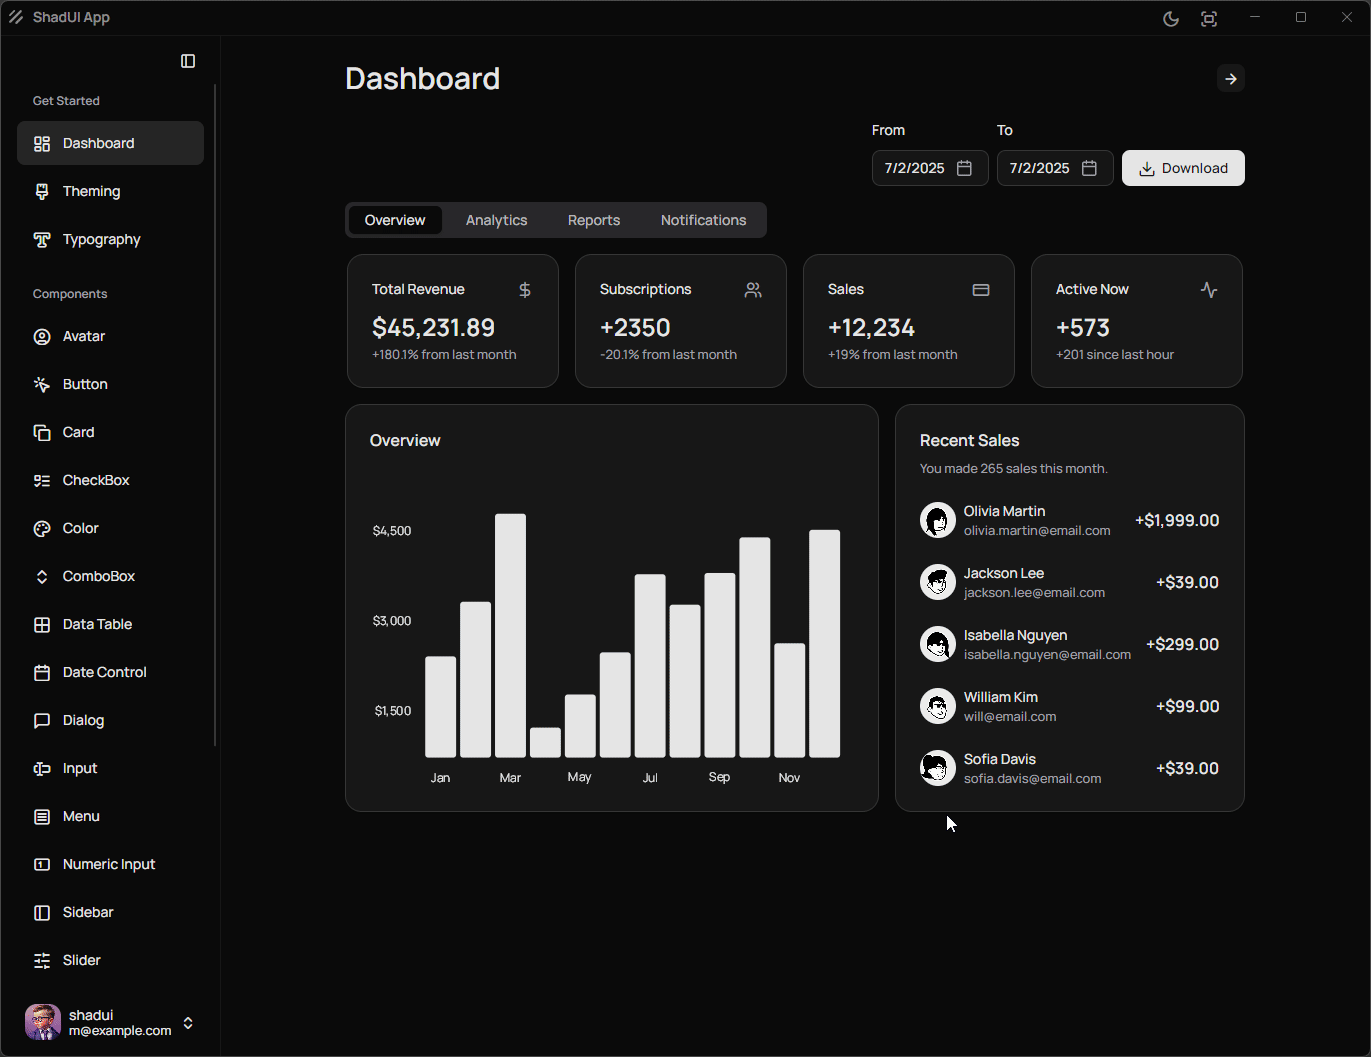 ShadUI App
Get Started
Dashboard
Theming
Typography
Components
Avatar
Button
Card
CheckBox
Color
ComboBox
Data Table
Date Control
Dialog
Input
Menu
Numeric Input
Sidebar
Slider
shadui
m@example.com
Dashboard
From To
7/2/2025 7/2/2025 Download
Overview Analytics Reports Notifications
Total Revenue
$45,231.89
+180.1% from last month
Subscriptions
+2350
-20.1% from last month
Sales
+12,234
+19% from last month
Active Now
+573
+201 since last hour
Overview
$4,500
$3,000
$1,500
Jan Mar May Jul Sep Nov
Recent Sales
You made 265 sales this month.
Olivia Martin
olivia.martin@email.com
+$1,999.00
Jackson Lee
jackson.lee@email.com
+$39.00
Isabella Nguyen
isabella.nguyen@email.com
+$299.00
William Kim
will@email.com
+$99.00
Sofia Davis
sofia.davis@email.com
+$39.00